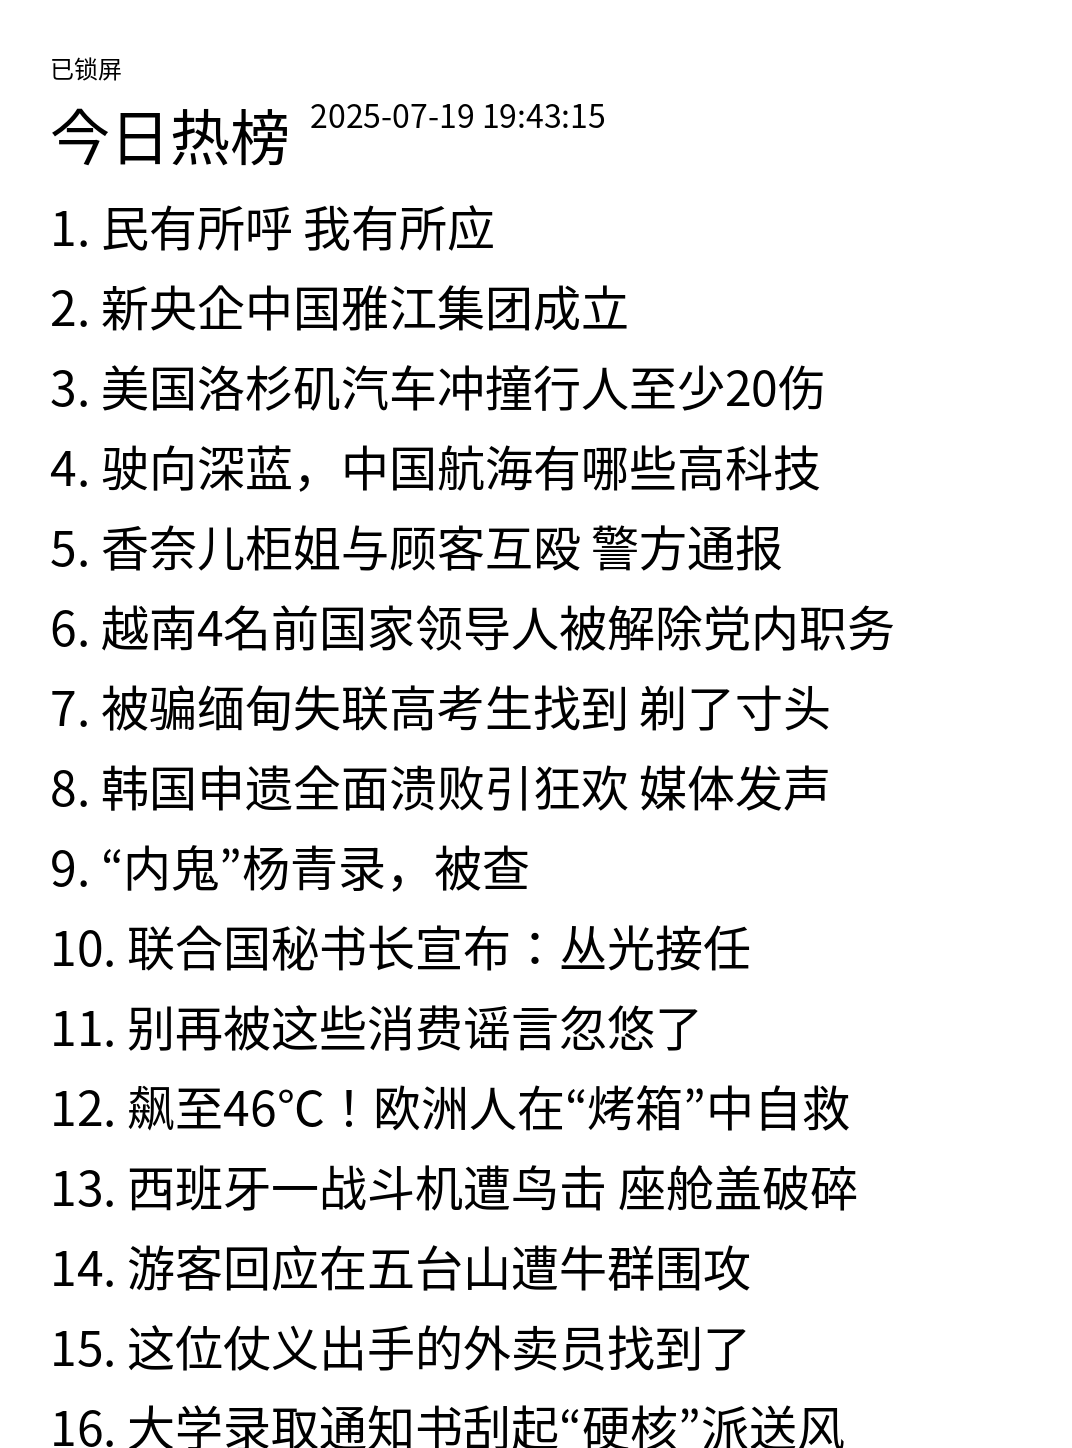 已锁屏
今日热榜 2025-07-19 19:43:15
1. 民有所呼 我有所应
2. 新央企中国雅江集团成立
3. 美国洛杉矶汽车冲撞行人至少20伤
4. 驶向深蓝，中国航海有哪些高科技
5. 香奈儿柜姐与顾客互殴 警方通报
6. 越南4名前国家领导人被解除党内职务
7. 被骗缅甸失联高考生找到 剃了寸头
8. 韩国申遗全面溃败引狂欢 媒体发声
9. “内鬼”杨青录，被查
10. 联合国秘书长宣布：丛光接任
11. 别再被这些消费谣言忽悠了
12. 飙至46℃！欧洲人在“烤箱”中自救
13. 西班牙一战斗机遭鸟击 座舱盖破碎
14. 游客回应在五台山遭牛群围攻
15. 这位仗义出手的外卖员找到了
16. 大学录取通知书刮起“硬核”派送风